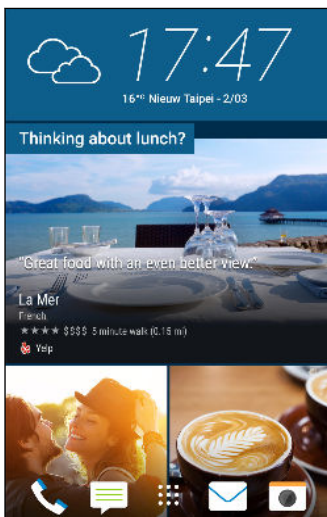 17:47
16°ᶜ Nieuw Taipei - 2/03
Thinking about lunch?
"Great food with an even better view."
La Mer
French
★★★★ $$$$ 5 minute walk (0.15 mi)
Yelp